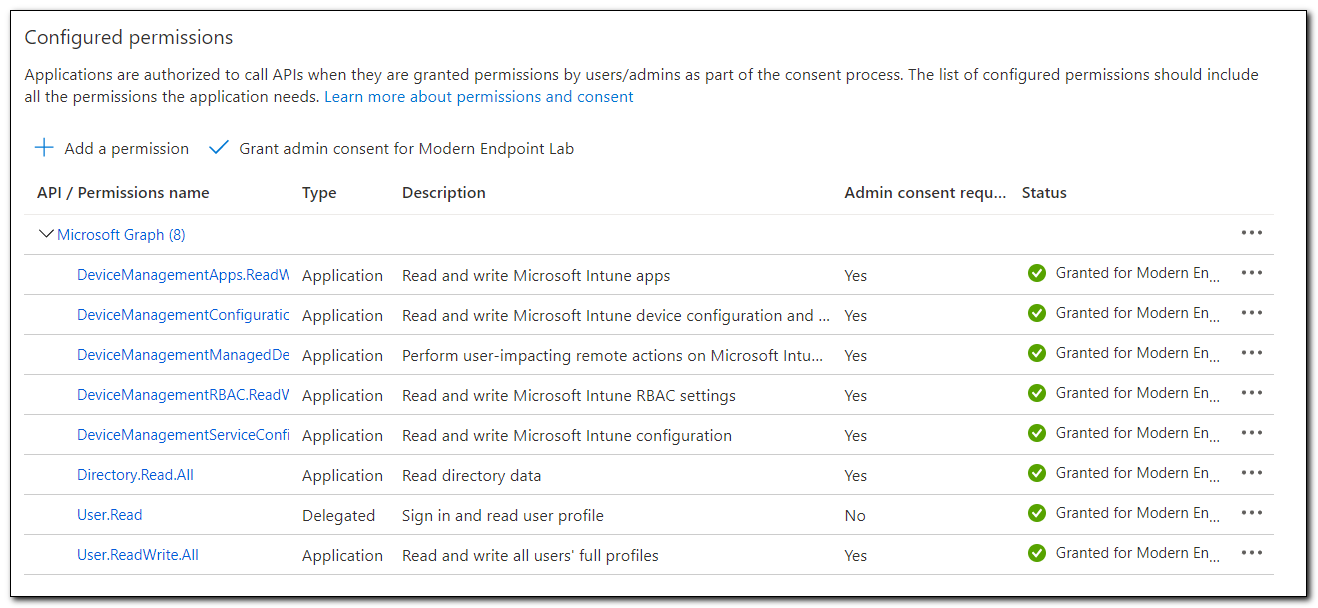 Configured permissions
Applications are authorized to call APIs when they are granted permissions by users/admins as part of the consent process. The list of configured permissions should include
all the permissions the application needs. Learn more about permissions and consent
Add a permission Grant admin consent for Modern Endpoint Lab
API / Permissions name Type Description Admin consent requ... Status
Microsoft Graph (8) ...
DeviceManagementApps.ReadW Application Read and write Microsoft Intune apps Yes Granted for Modern En... ...
DeviceManagementConfiguratic Application Read and write Microsoft Intune device configuration and ... Yes Granted for Modern En... ...
DeviceManagementManagedDe Application Perform user-impacting remote actions on Microsoft Intu... Yes Granted for Modern En... ...
DeviceManagementRBAC.ReadW Application Read and write Microsoft Intune RBAC settings Yes Granted for Modern En... ...
DeviceManagementServiceConfi Application Read and write Microsoft Intune configuration Yes Granted for Modern En... ...
Directory.Read.All Application Read directory data Yes Granted for Modern En... ...
User.Read Delegated Sign in and read user profile No Granted for Modern En... ...
User.ReadWrite.All Application Read and write all users' full profiles Yes Granted for Modern En... ...